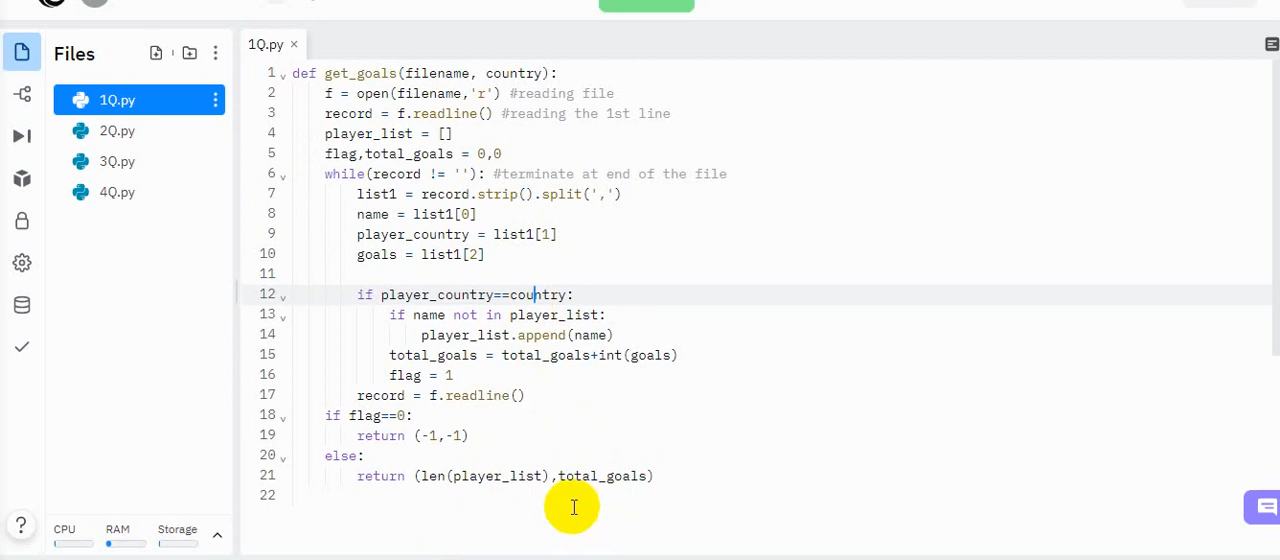 Files
1Q.py
2Q.py
3Q.py
4Q.py
?
CPU RAM Storage
1Q.py ×
1 def get_goals(filename, country):
2 f = open(filename,'r') #reading file
3 record = f.readline() #reading the 1st line
4 player_list = []
5 flag,total_goals = 0,0
6 while(record != ''): #terminate at end of the file
7 list1 = record.strip().split(',')
8 name = list1[0]
9 player_country = list1[1]
10 goals = list1[2]
11
12 if player_country==country:
13 if name not in player_list:
14 player_list.append(name)
15 total_goals = total_goals+int(goals)
16 flag = 1
17 record = f.readline()
18 if flag==0:
19 return (-1,-1)
20 else:
21 return (len(player_list),total_goals)
22